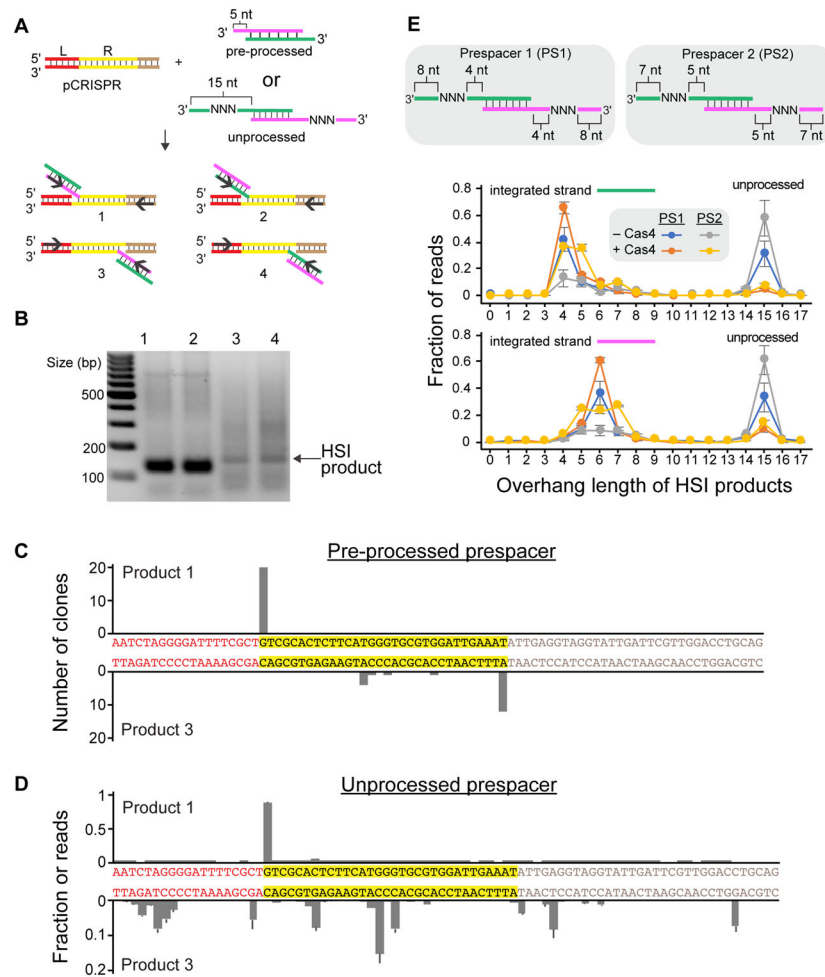 A
L R
5'
3'
pCRISPR
+
5 nt
3' 3'
pre-processed
or
15 nt
3' NNN
NNN 3'
unprocessed
5'
3'
1
5'
3'
2
5'
3'
3
5'
3'
4
B
1 2 3 4
Size (bp)
500
200
100
HSI
product
E
Prespacer 1 (PS1)
8 nt 4 nt
3' NNN
NNN 3'
4 nt 8 nt
Prespacer 2 (PS2)
7 nt 5 nt
3' NNN
NNN 3'
5 nt 7 nt
Fraction of reads
0.8
0.6
0.4
0.2
0
integrated strand
unprocessed
PS1 PS2
– Cas4
+ Cas4
0 1 2 3 4 5 6 7 8 9 10 11 12 13 14 15 16 17
0.8
0.6
0.4
0.2
0
integrated strand
unprocessed
0 1 2 3 4 5 6 7 8 9 10 11 12 13 14 15 16 17
Overhang length of HSI products
C
Pre-processed prespacer
Number of clones
20
10
0
Product 1
AATCTAGGGGATTTTCGCTGTCGCACTCTTCATGGGTGCGTGGATTGAAATATTGAGGTAGGTATTGATTCGTTGGACCTGCAG
TTAGATCCCCTAAAAGCGACAGCGTGAGAAGTACCCACGCACCTAACTTTATAACTCCATCCATAACTAAGCAACCTGGACGTC
0
10
20
Product 3
D
Unprocessed prespacer
Fraction or reads
1
0.5
0
Product 1
AATCTAGGGGATTTTCGCTGTCGCACTCTTCATGGGTGCGTGGATTGAAATATTGAGGTAGGTATTGATTCGTTGGACCTGCAG
TTAGATCCCCTAAAAGCGACAGCGTGAGAAGTACCCACGCACCTAACTTTATAACTCCATCCATAACTAAGCAACCTGGACGTC
0
0.1
0.2
Product 3